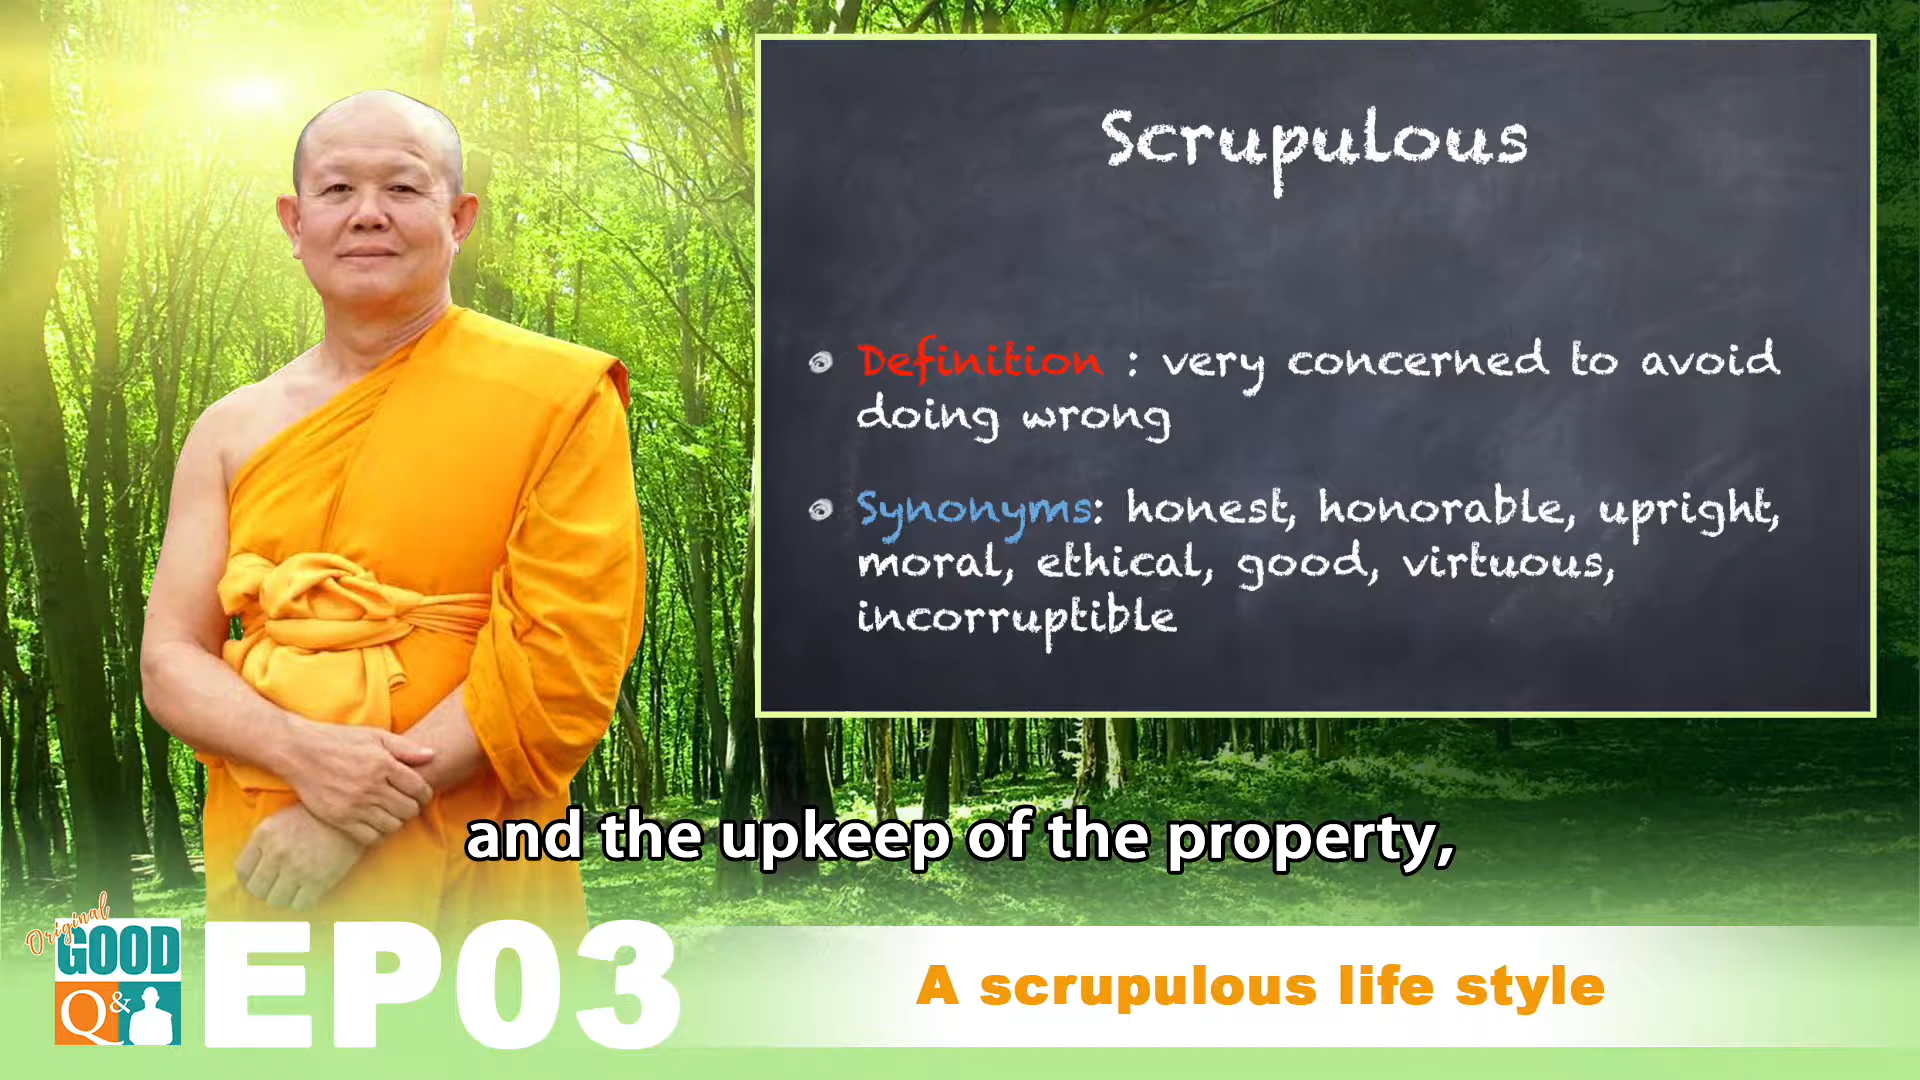 Scrupulous
Definition : very concerned to avoid
doing wrong
Synonyms: honest, honorable, upright,
moral, ethical, good, virtuous,
incorruptible
and the upkeep of the property,
Original
GOOD
Q&
EP03
A scrupulous life style